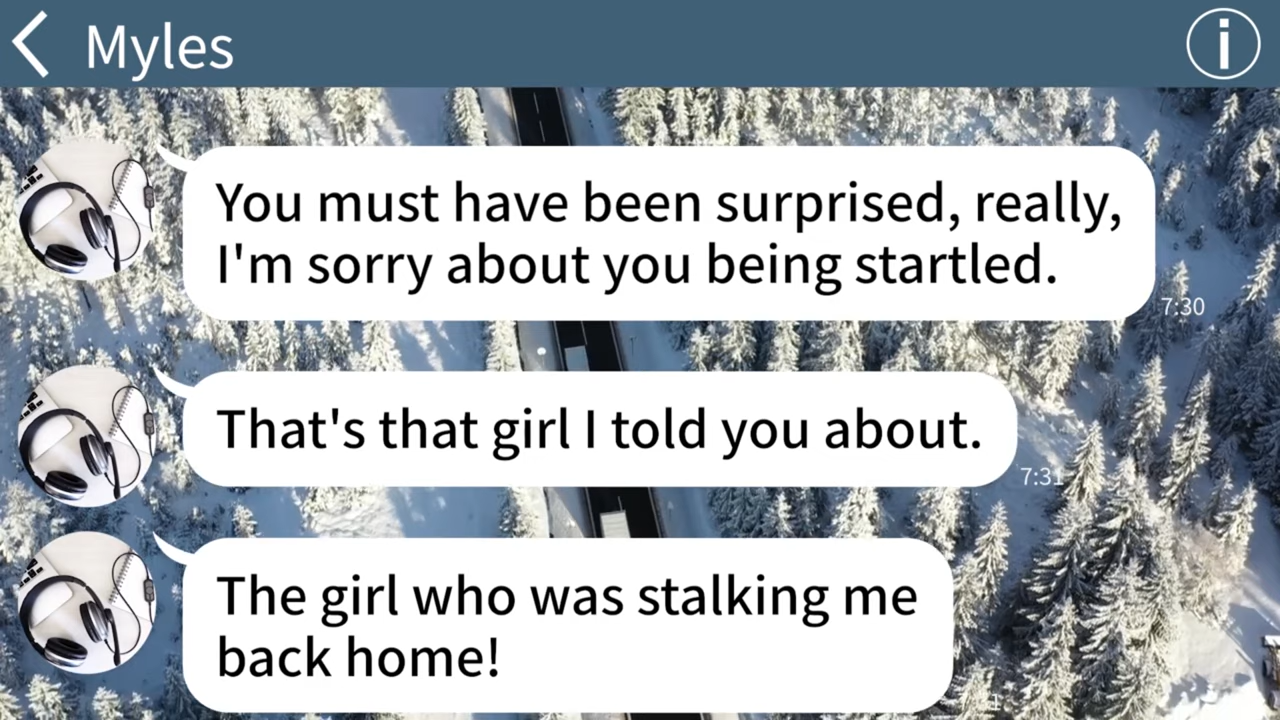 Myles
i
You must have been surprised, really,
I'm sorry about you being startled.
7:30
That's that girl I told you about.
7:31
The girl who was stalking me
back home!